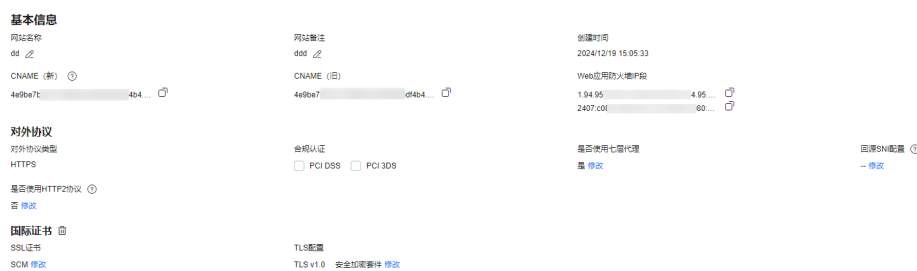 基本信息
网站名称 网站备注 创建时间
dd ddd 2024/12/19 15:05:33
CNAME（新） CNAME（旧） Web应用防火墙IP段
4e9be7b 4b4.... 4e9be7 df4b4.... 1.94.95 4.95....
2407:c0 80:...
对外协议
对外协议类型 合规认证 是否使用七层代理 回源SNI配置
HTTPS PCI DSS PCI 3DS 是 修改 -- 修改
是否使用HTTP2协议
否 修改
国际证书
SSL证书 TLS配置
SCM 修改 TLS v1.0 安全加密套件 修改